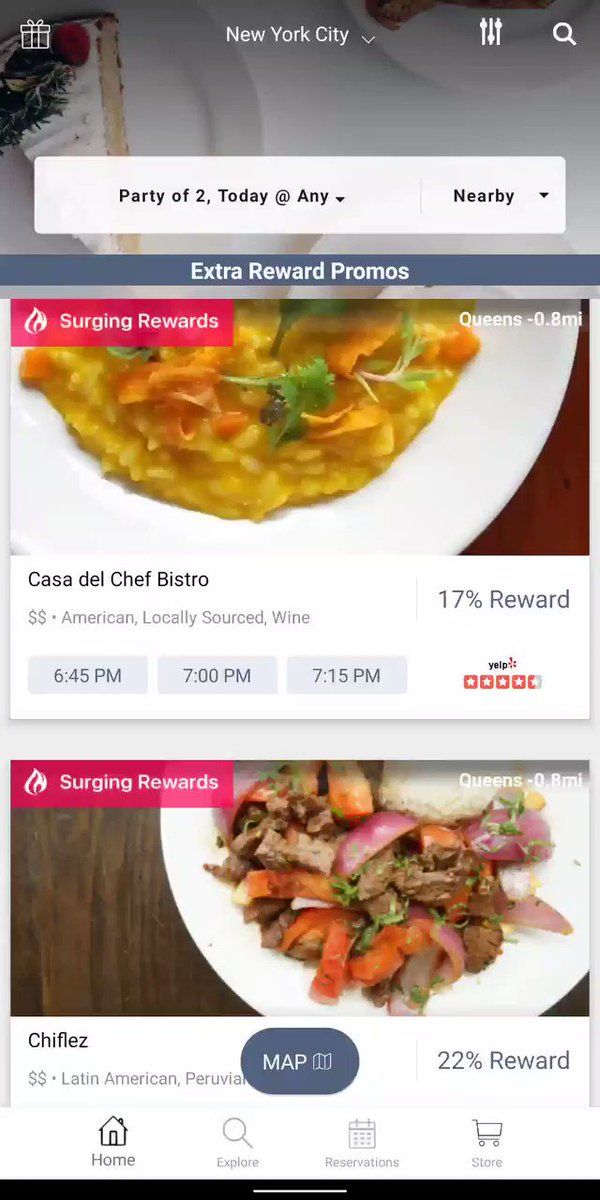 New York City
Party of 2, Today @ Any
Nearby
Extra Reward Promos
Surging Rewards
Queens -0.8mi
Casa del Chef Bistro
17% Reward
$$ • American, Locally Sourced, Wine
6:45 PM
7:00 PM
7:15 PM
yelp
Surging Rewards
Queens -0.8mi
Chiflez
22% Reward
$$ • Latin American,
MAP
Home
Explore
Reservations
Store